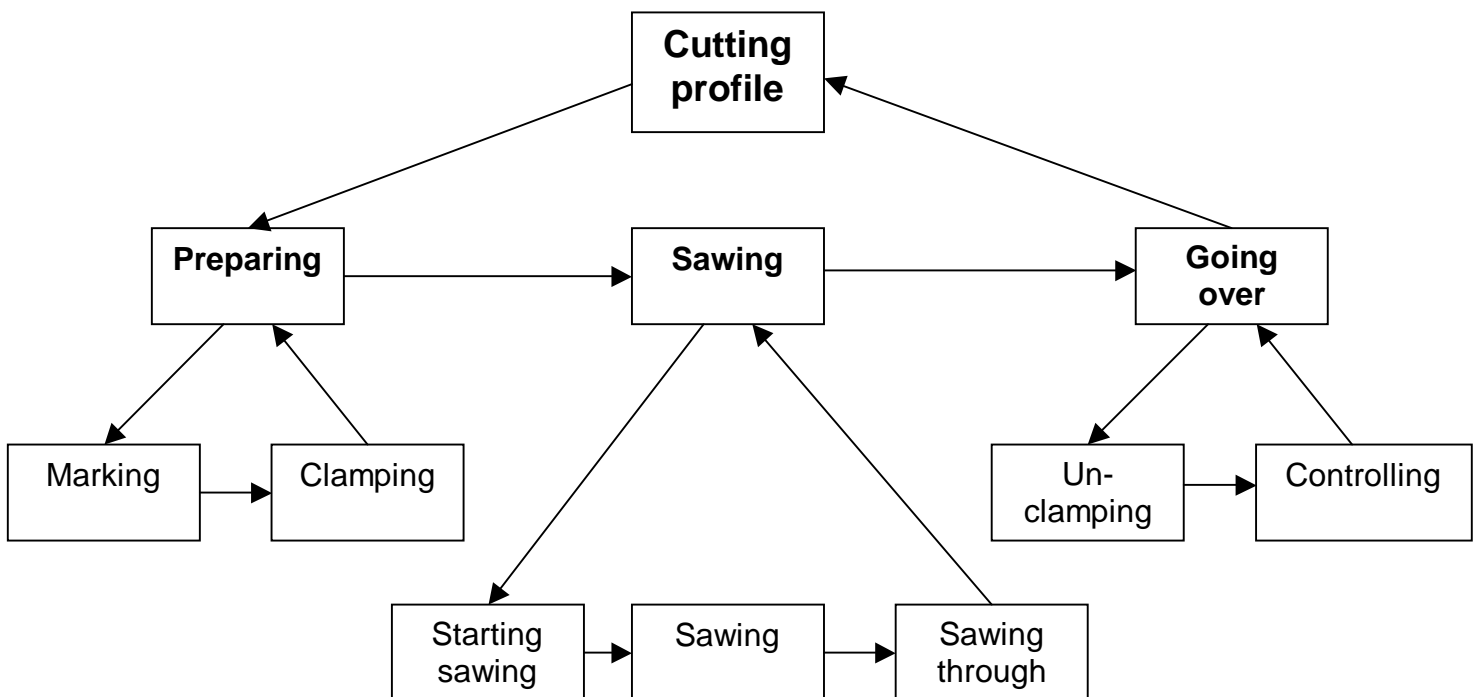 Cutting
profile
Preparing
Sawing
Going
over
Marking
Clamping
Un-
clamping
Controlling
Starting
sawing
Sawing
Sawing
through